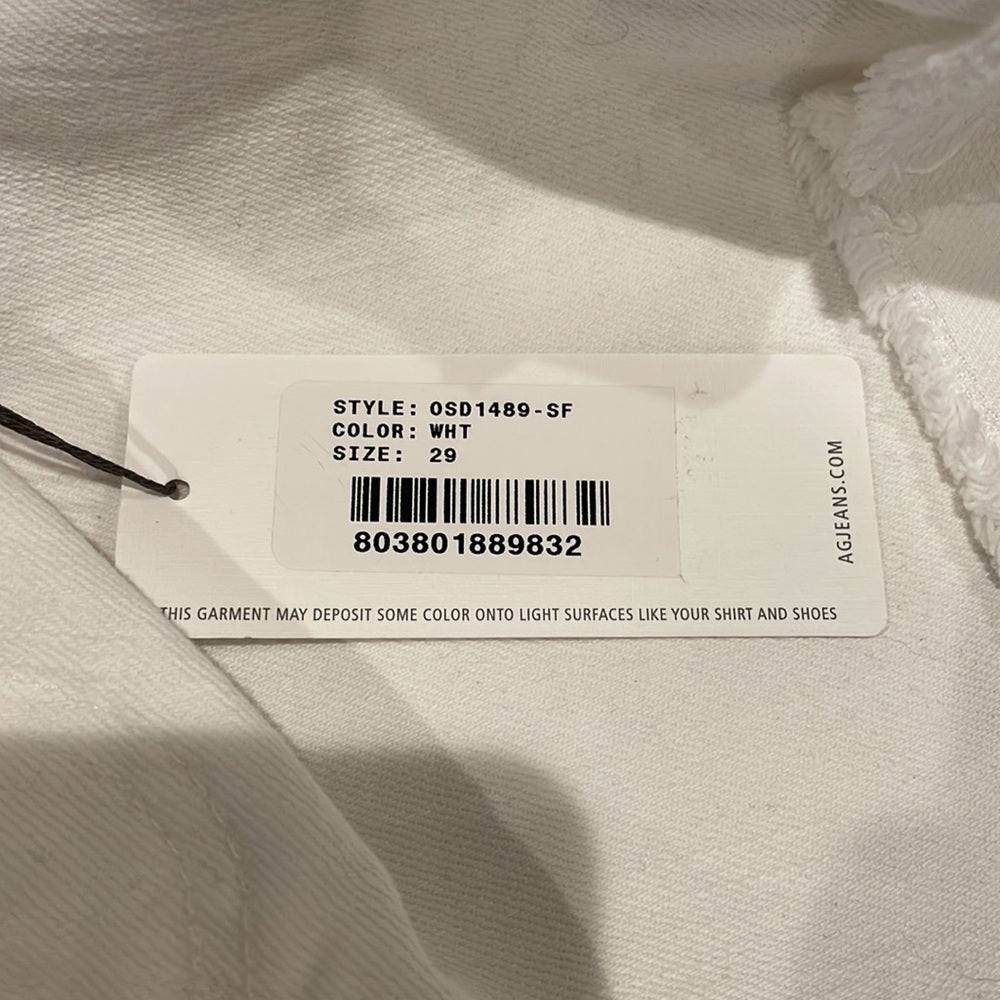 STYLE: OSD1489-SF
COLOR: WHT
SIZE: 29
803801889832
AGJEANS.COM
THIS GARMENT MAY DEPOSIT SOME COLOR ONTO LIGHT SURFACES LIKE YOUR SHIRT AND SHOES